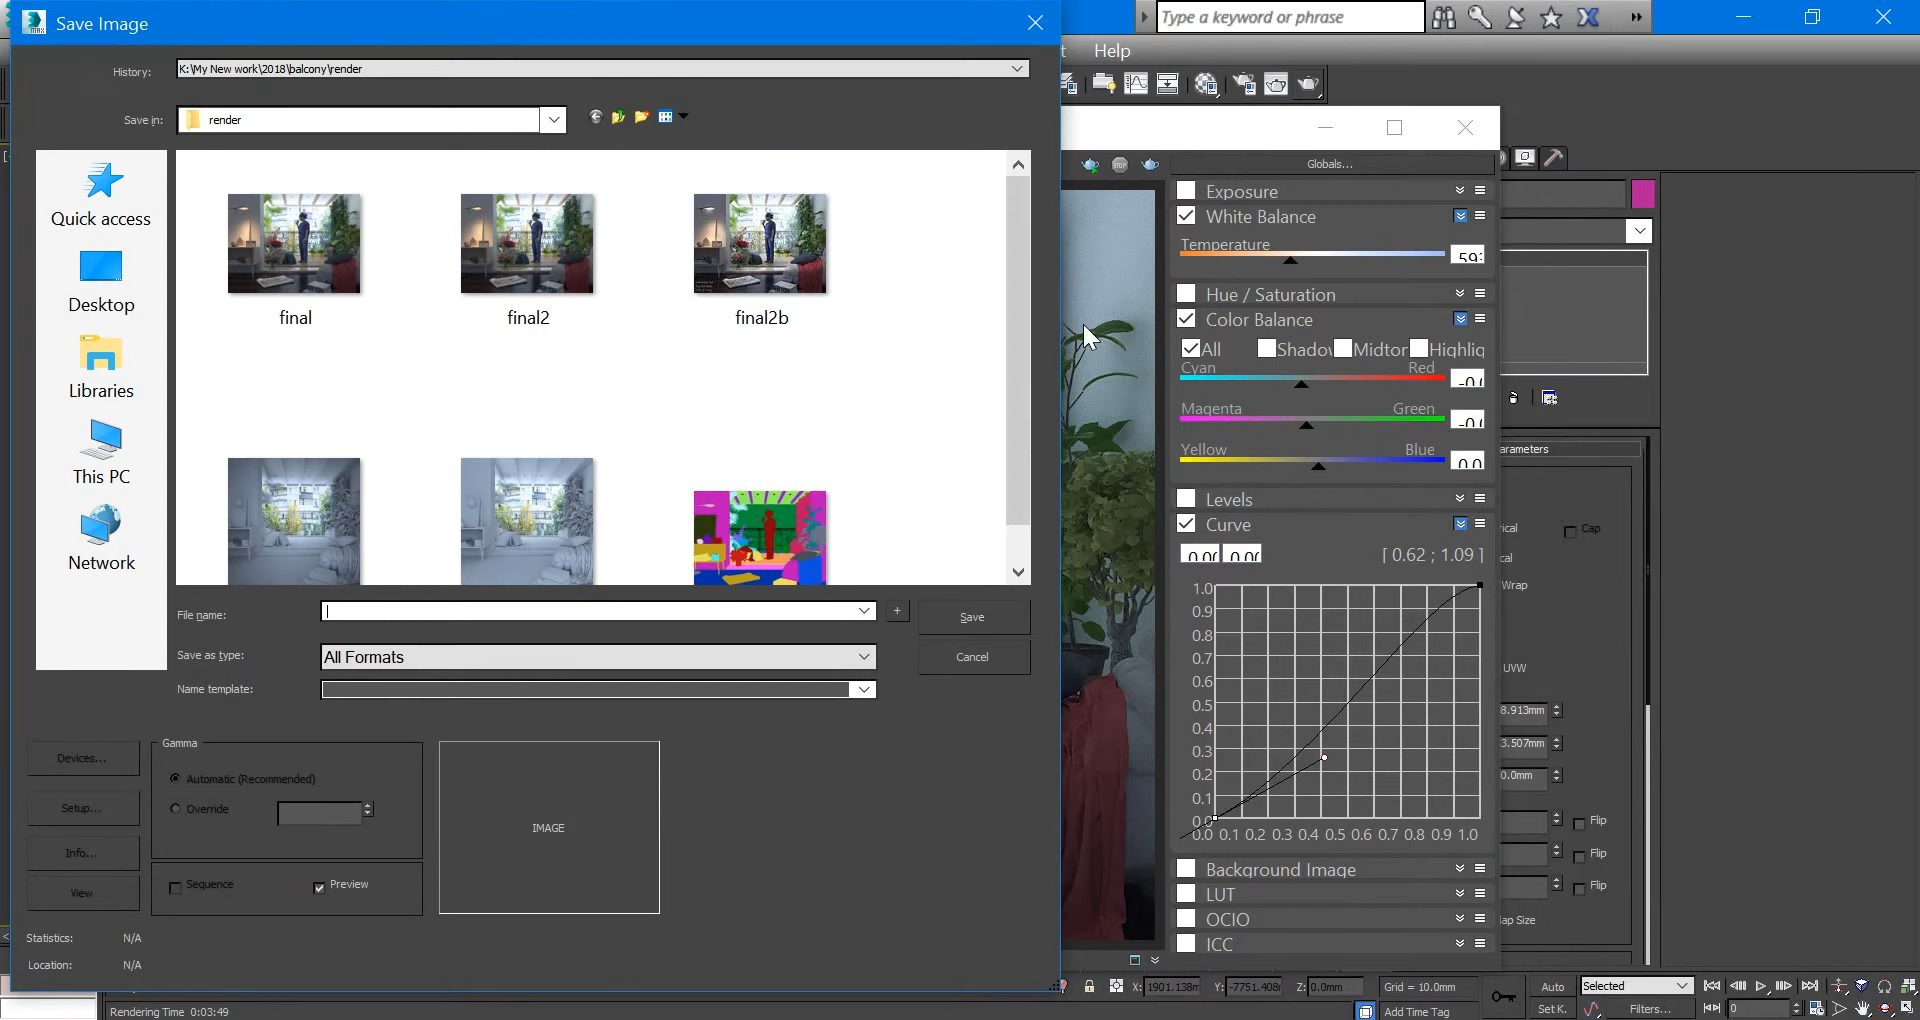 Save Image
Type a keyword or phrase
Help
History:
K:\My New work\2018\balcony\render
Save in:
render
Globals...
Quick access
Desktop
Libraries
This PC
Network
final
final2
final2b
Exposure
White Balance
Temperature
Hue / Saturation
Color Balance
All
Cyan
Red
Magenta
Green
Yellow
Blue
Levels
Curve
[ 0.62 ; 1.09 ]
1.0
0.9
0.8
0.7
0.6
0.5
0.4
0.3
0.2
0.1
0.0
0.0 0.1 0.2 0.3 0.4 0.5 0.6 0.7 0.8 0.9 1.0
Background Image
LUT
OCIO
ICC
File name:
+
Save
Save as type:
All Formats
Cancel
Name template:
Devices...
Setup...
Info...
View
Gamma
Automatic (Recommended)
Override
Sequence
Preview
IMAGE
Statistics:
N/A
Location:
N/A
Cap
Wrap
UVW
8.913mm
3.507mm
0.0mm
Flip
Flip
Flip
Rendering Time 0:03:49
X: 1901.138m
Y: -7751.408
Z: 0.0mm
Grid = 10.0mm
Add Time Tag
Auto
Set K.
Selected
Filters...
0